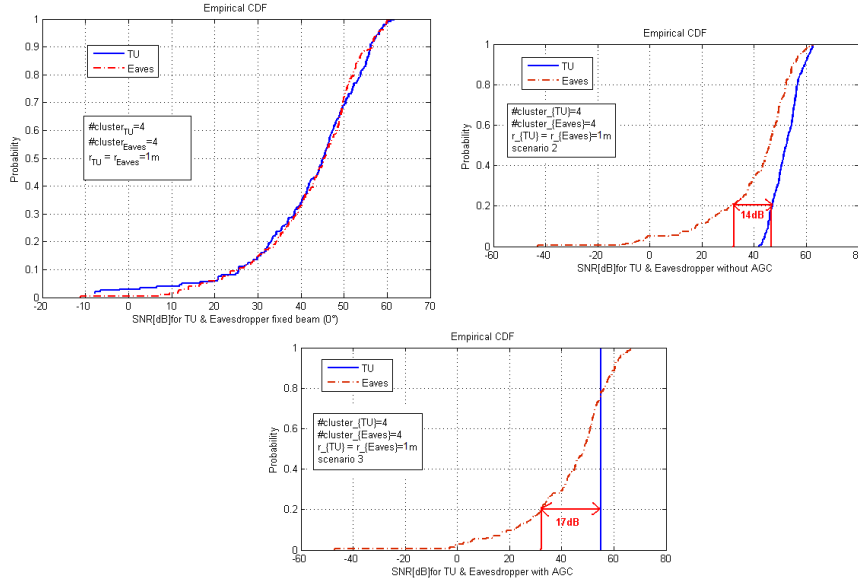 Empirical CDF
1
0.9
0.8
0.7
0.6
0.5
0.4
0.3
0.2
0.1
0
Probability
TU
Eaves
#cluster_TU=4
#cluster_Eaves=4
r_TU = r_Eaves=1m
-20 -10 0 10 20 30 40 50 60 70
SNR[dB]for TU & Eavesdropper fixed beam (0°)
Empirical CDF
1
0.8
0.6
0.4
0.2
0
Probability
TU
Eaves
#cluster_{TU}=4
#cluster_{Eaves}=4
r_{TU} = r_{Eaves}=1m
scenario 2
14dB
-60 -40 -20 0 20 40 60 80
SNR[dB]for TU & Eavesdropper without AGC
Empirical CDF
1
0.8
0.6
0.4
0.2
0
Probability
TU
Eaves
#cluster_{TU}=4
#cluster_{Eaves}=4
r_{TU} = r_{Eaves}=1m
scenario 3
17dB
-60 -40 -20 0 20 40 60 80
SNR[dB]for TU & Eavesdropper with AGC